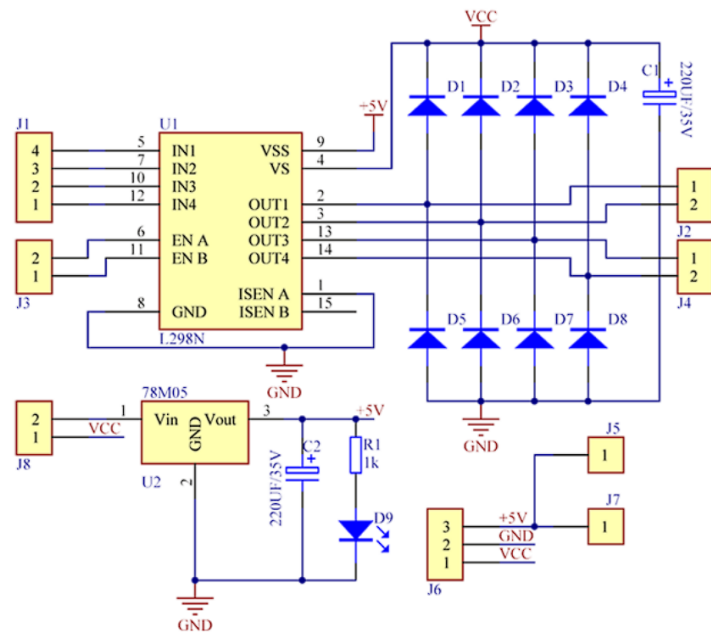 VCC
+5V
D1
D2
D3
D4
C1
220UF/35V
J1
4
3
2
1
U1
5
7
10
12
IN1
IN2
IN3
IN4
VSS
VS
9
4
OUT1
OUT2
OUT3
OUT4
2
3
13
14
1
2
J2
J3
2
1
6
11
EN A
EN B
1
2
J4
8
GND
ISEN A
ISEN B
1
15
L298N
GND
D5
D6
D7
D8
GND
J8
2
1
VCC
78M05
1
Vin
GND
Vout
3
2
U2
+5V
C2
220UF/35V
R1
1k
D9
GND
J5
1
J7
1
J6
3
2
1
+5V
GND
VCC